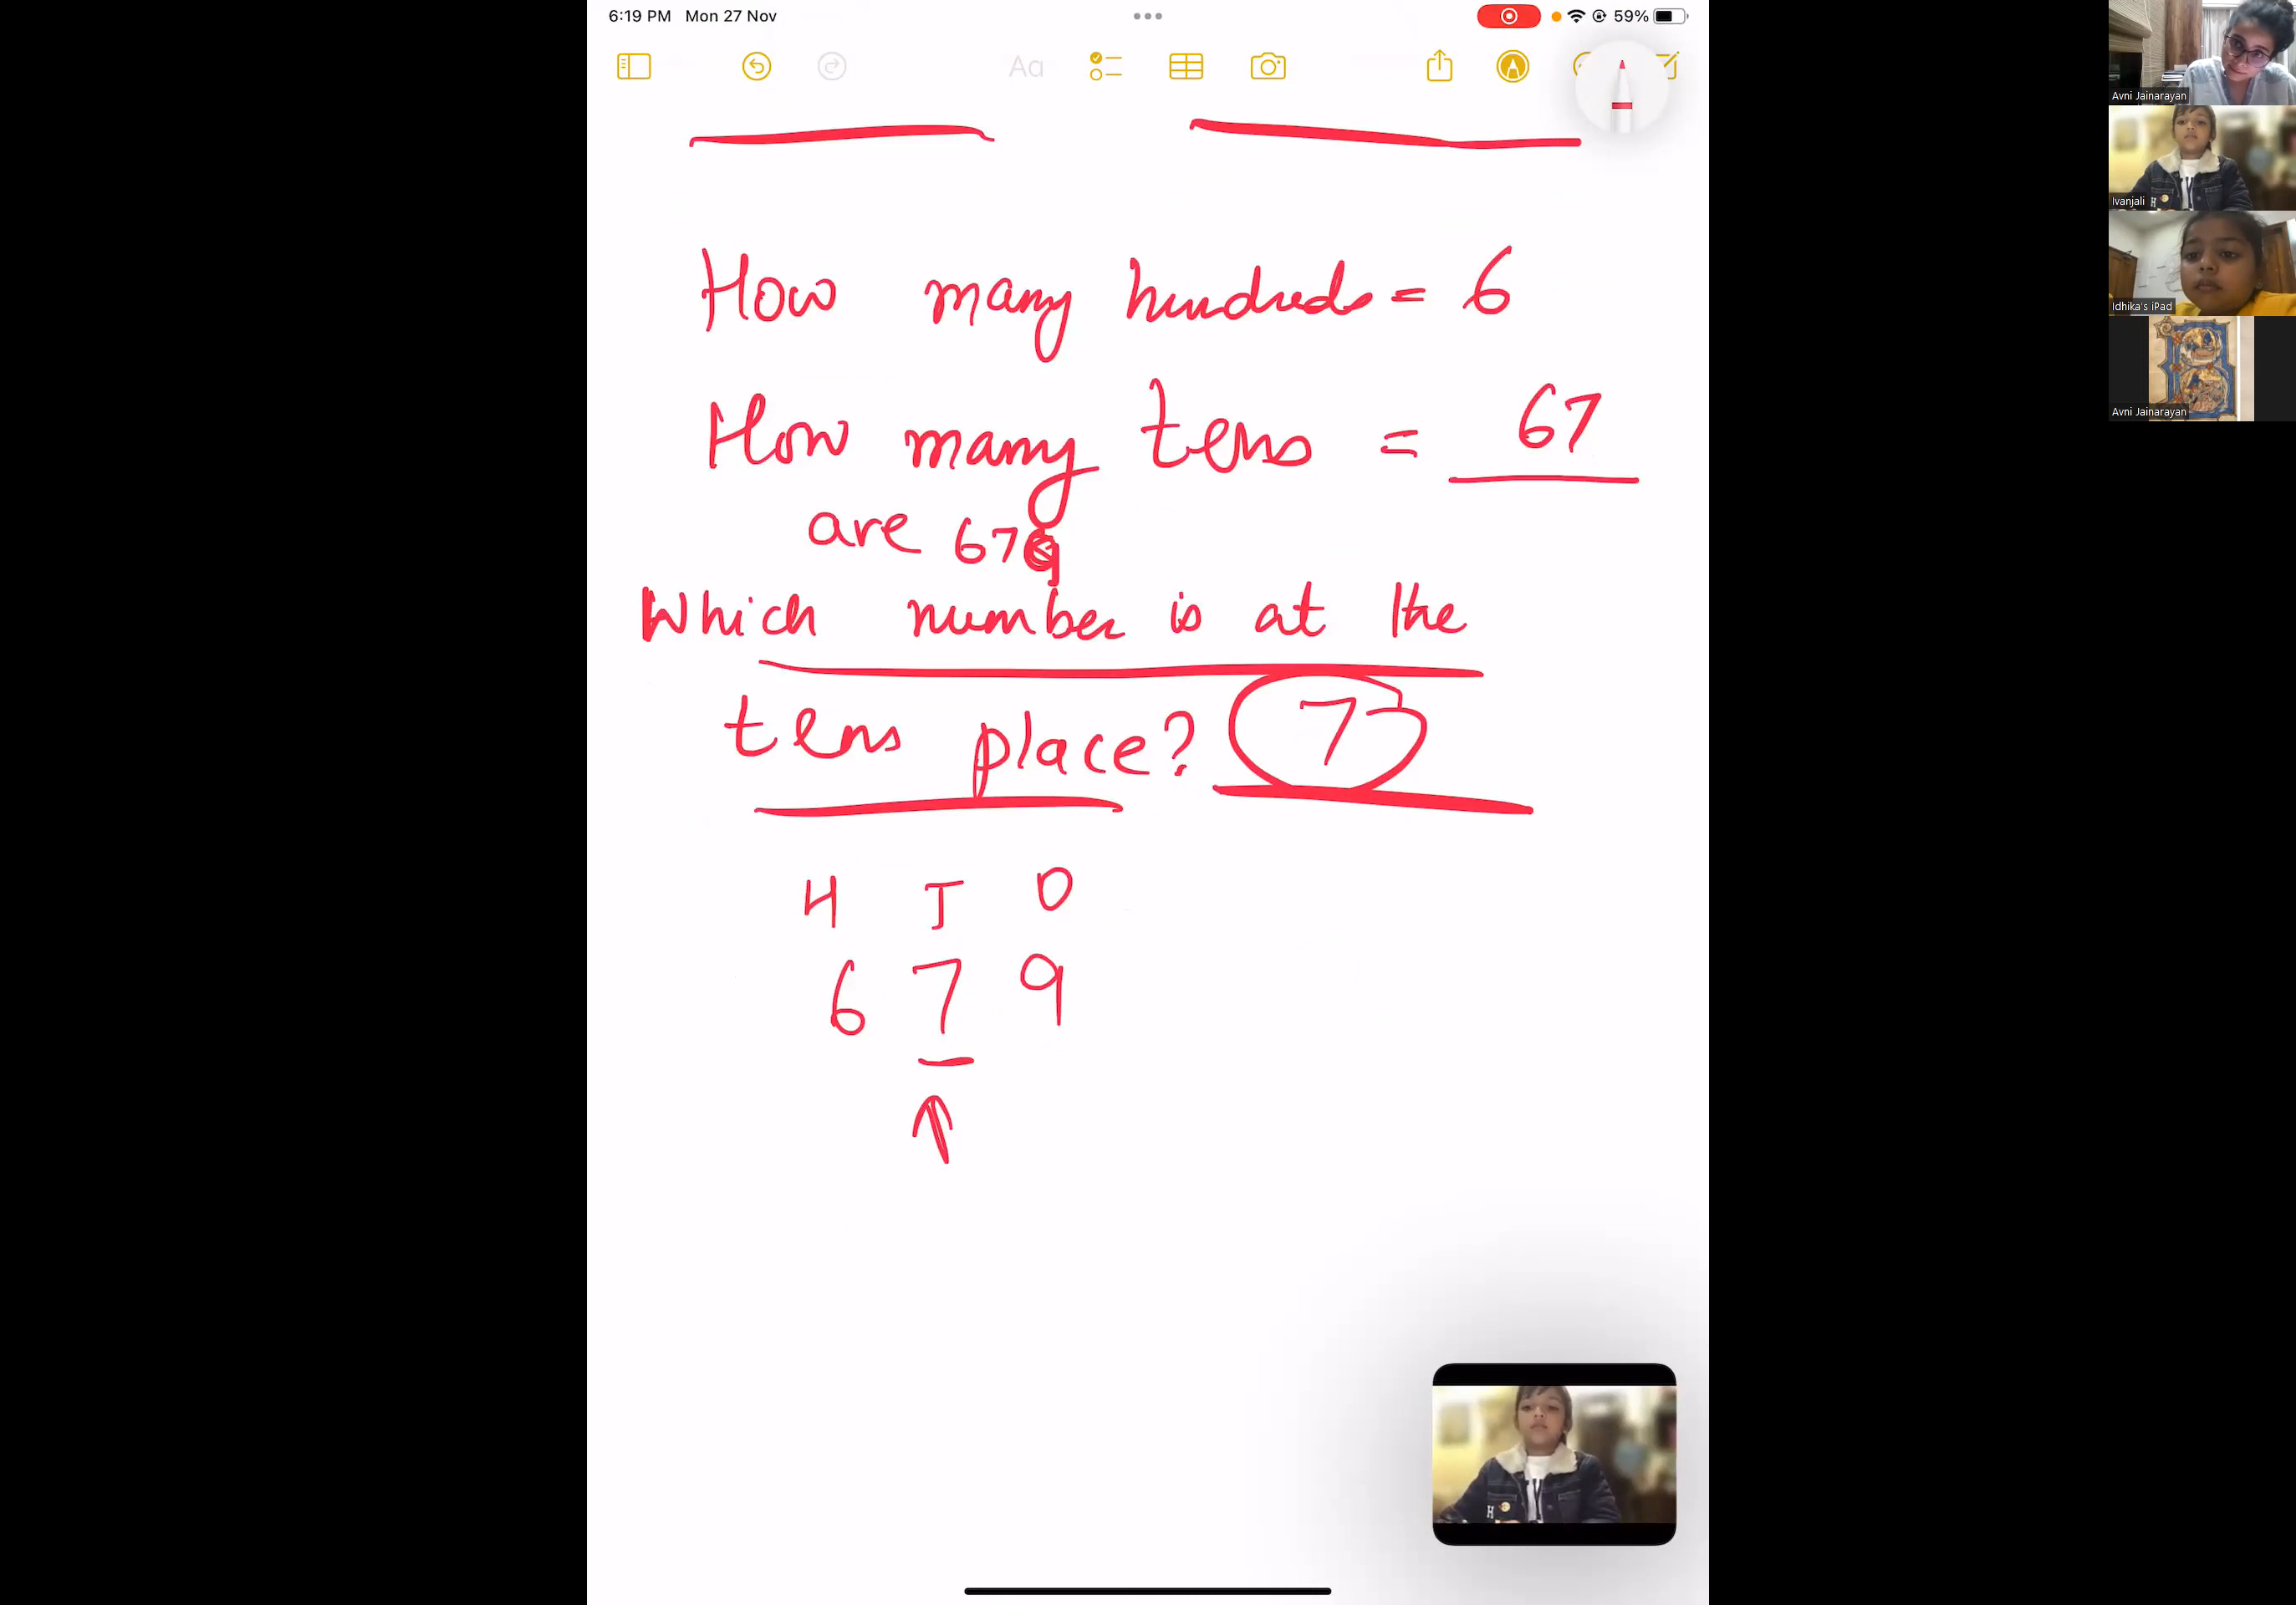 6:19 PM Mon 27 Nov
59%
Aa
How many hundreds = 6
How many tens = 67
are 679
Which number is at the
tens place? 7
H T O
6 7 9
Avni Jainarayan
Ivanjali
Idhika's iPad
Avni Jainarayan
H